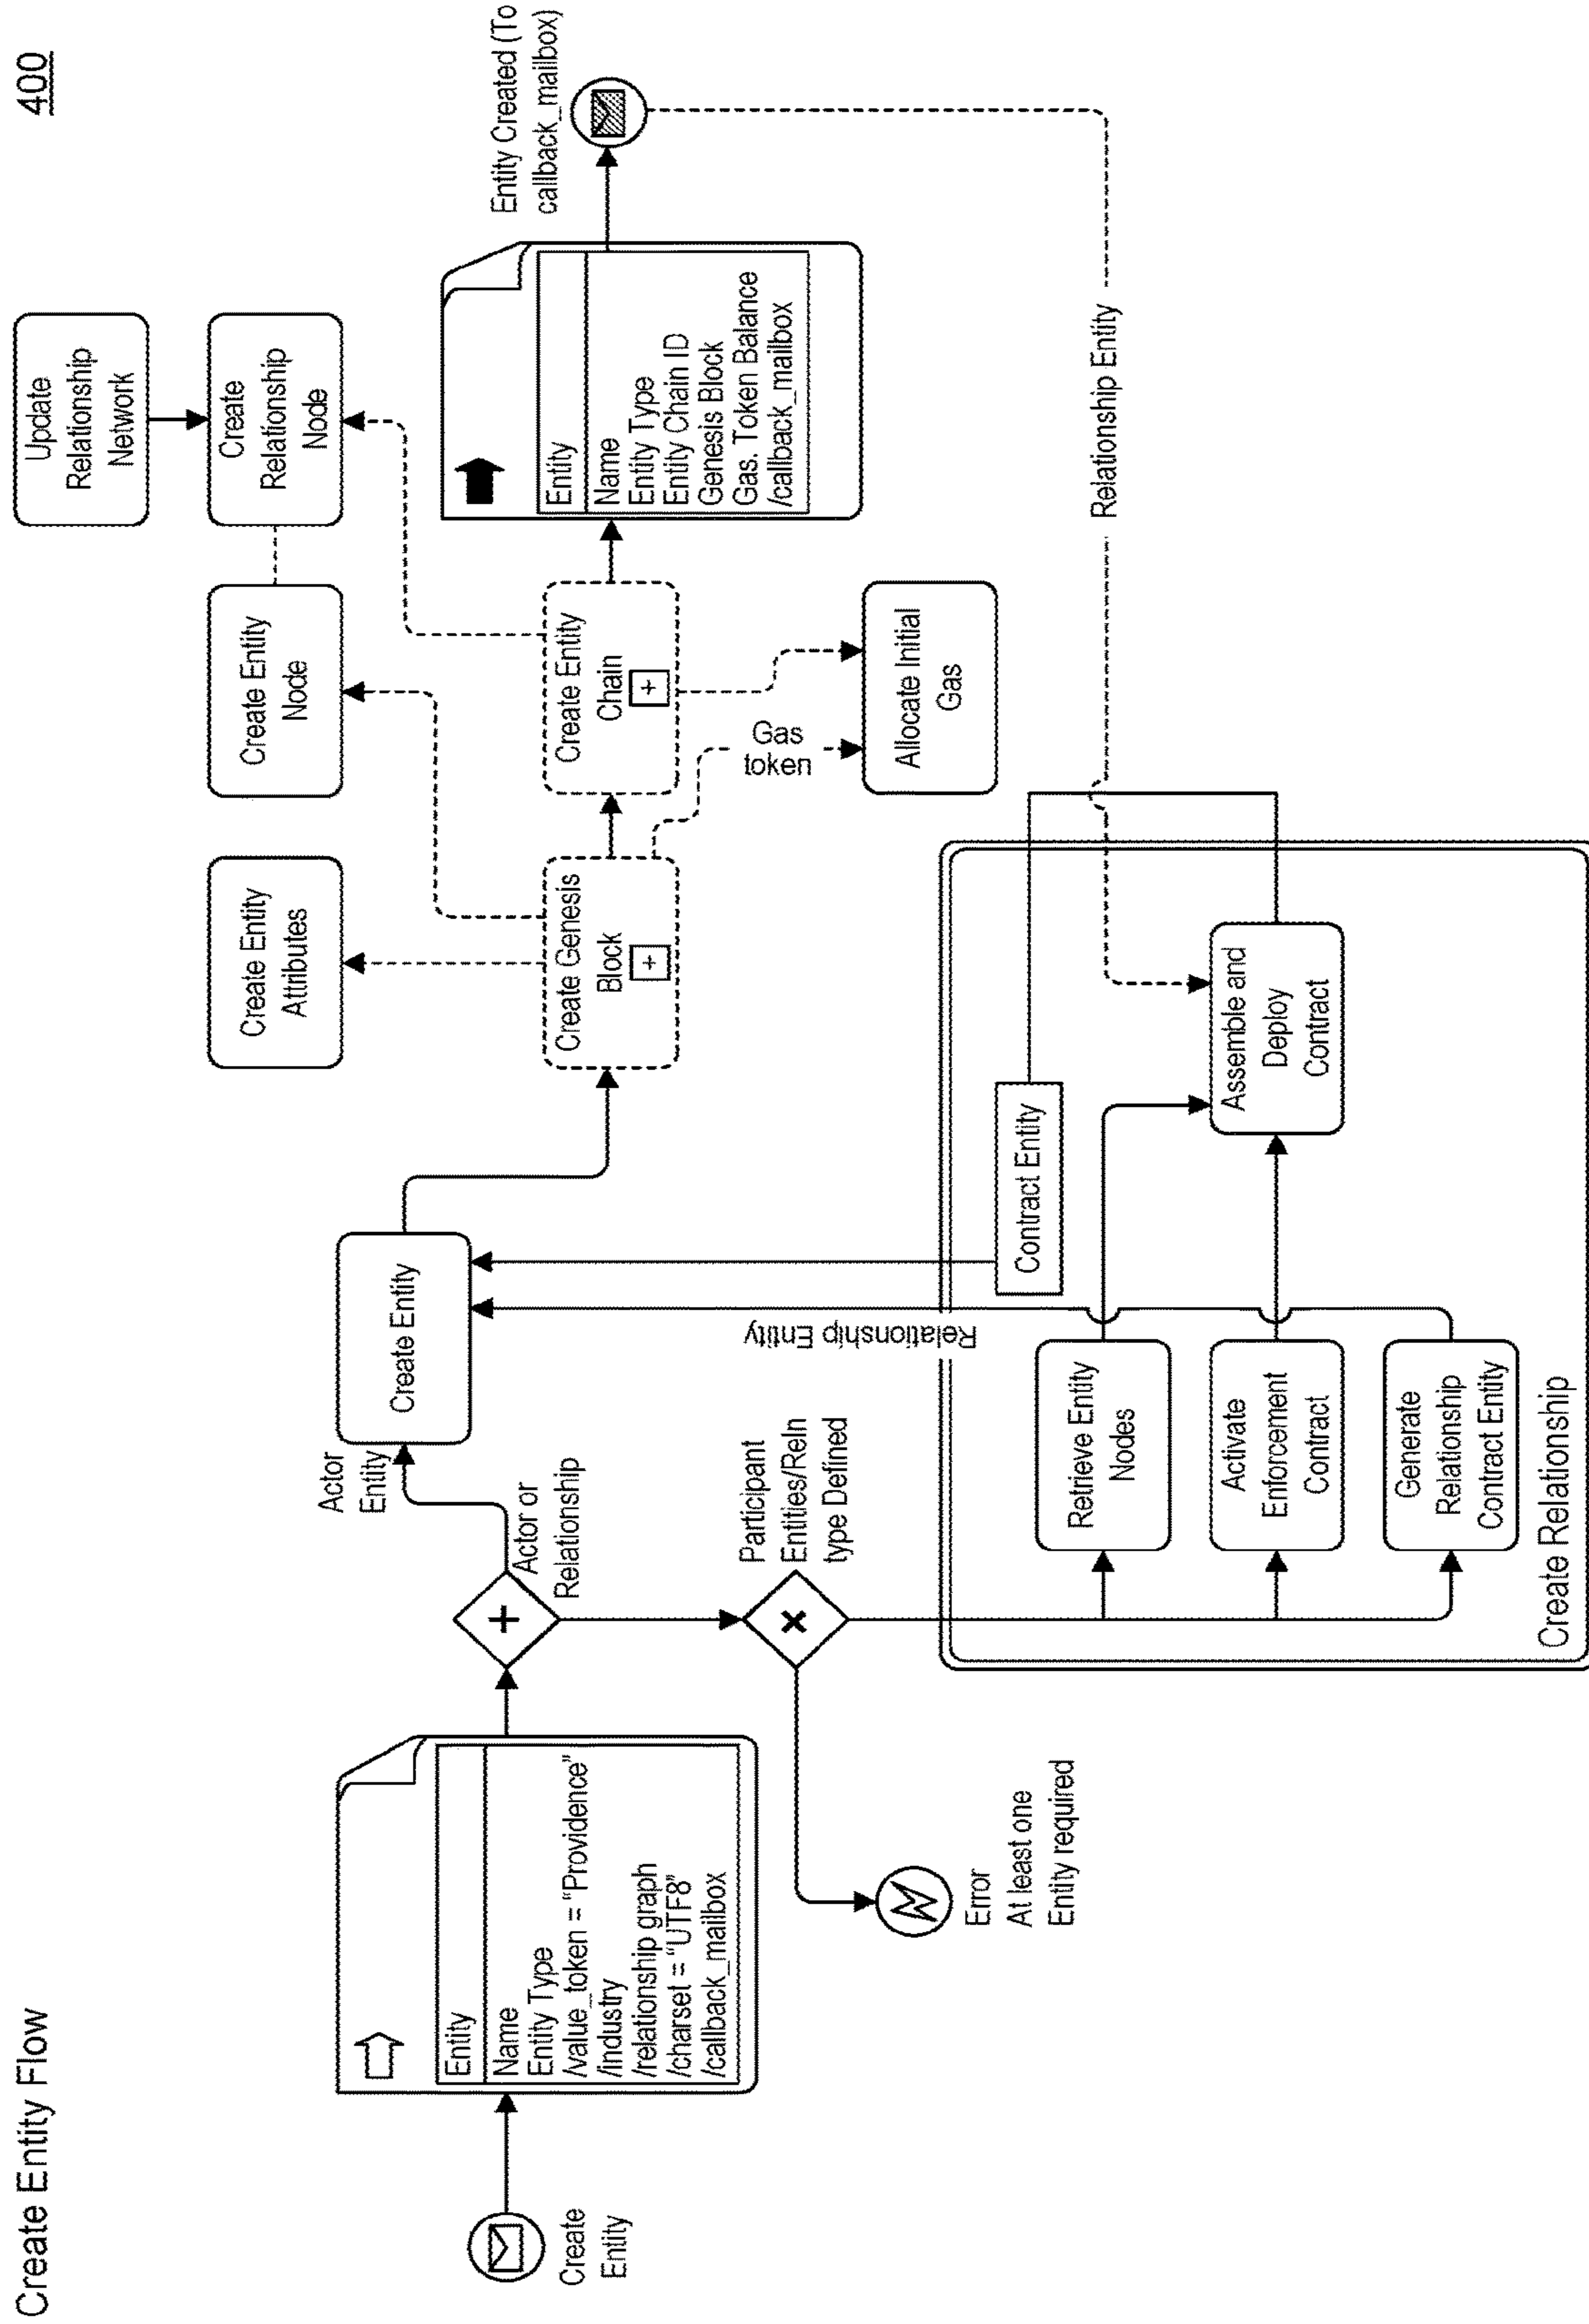 Create Entity Flow
400
Create
Entity
Entity
Name
Entity Type
/value_token = "Providence"
/industry
/relationship graph
/charset = "UTF8"
/callback_mailbox
Actor or
Relationship
Actor
Entity
Create Entity
Participant
Entities/Reln
type Defined
Error
At least one
Entity required
Create Genesis
Block
+
Create Entity
Attributes
Create Entity
Node
Create Entity
Chain
+
Update
Relationship
Network
Create
Relationship
Node
Gas
token
Allocate Initial
Gas
Entity
Name
Entity Type
Entity Chain ID
Genesis Block
Gas. Token Balance
/callback_mailbox
Entity Created (To
callback_mailbox)
Relationship Entity
Relationship Entity
Contract Entity
Retrieve Entity
Nodes
Activate
Enforcement
Contract
Generate
Relationship
Contract Entity
Assemble and
Deploy
Contract
Create Relationship